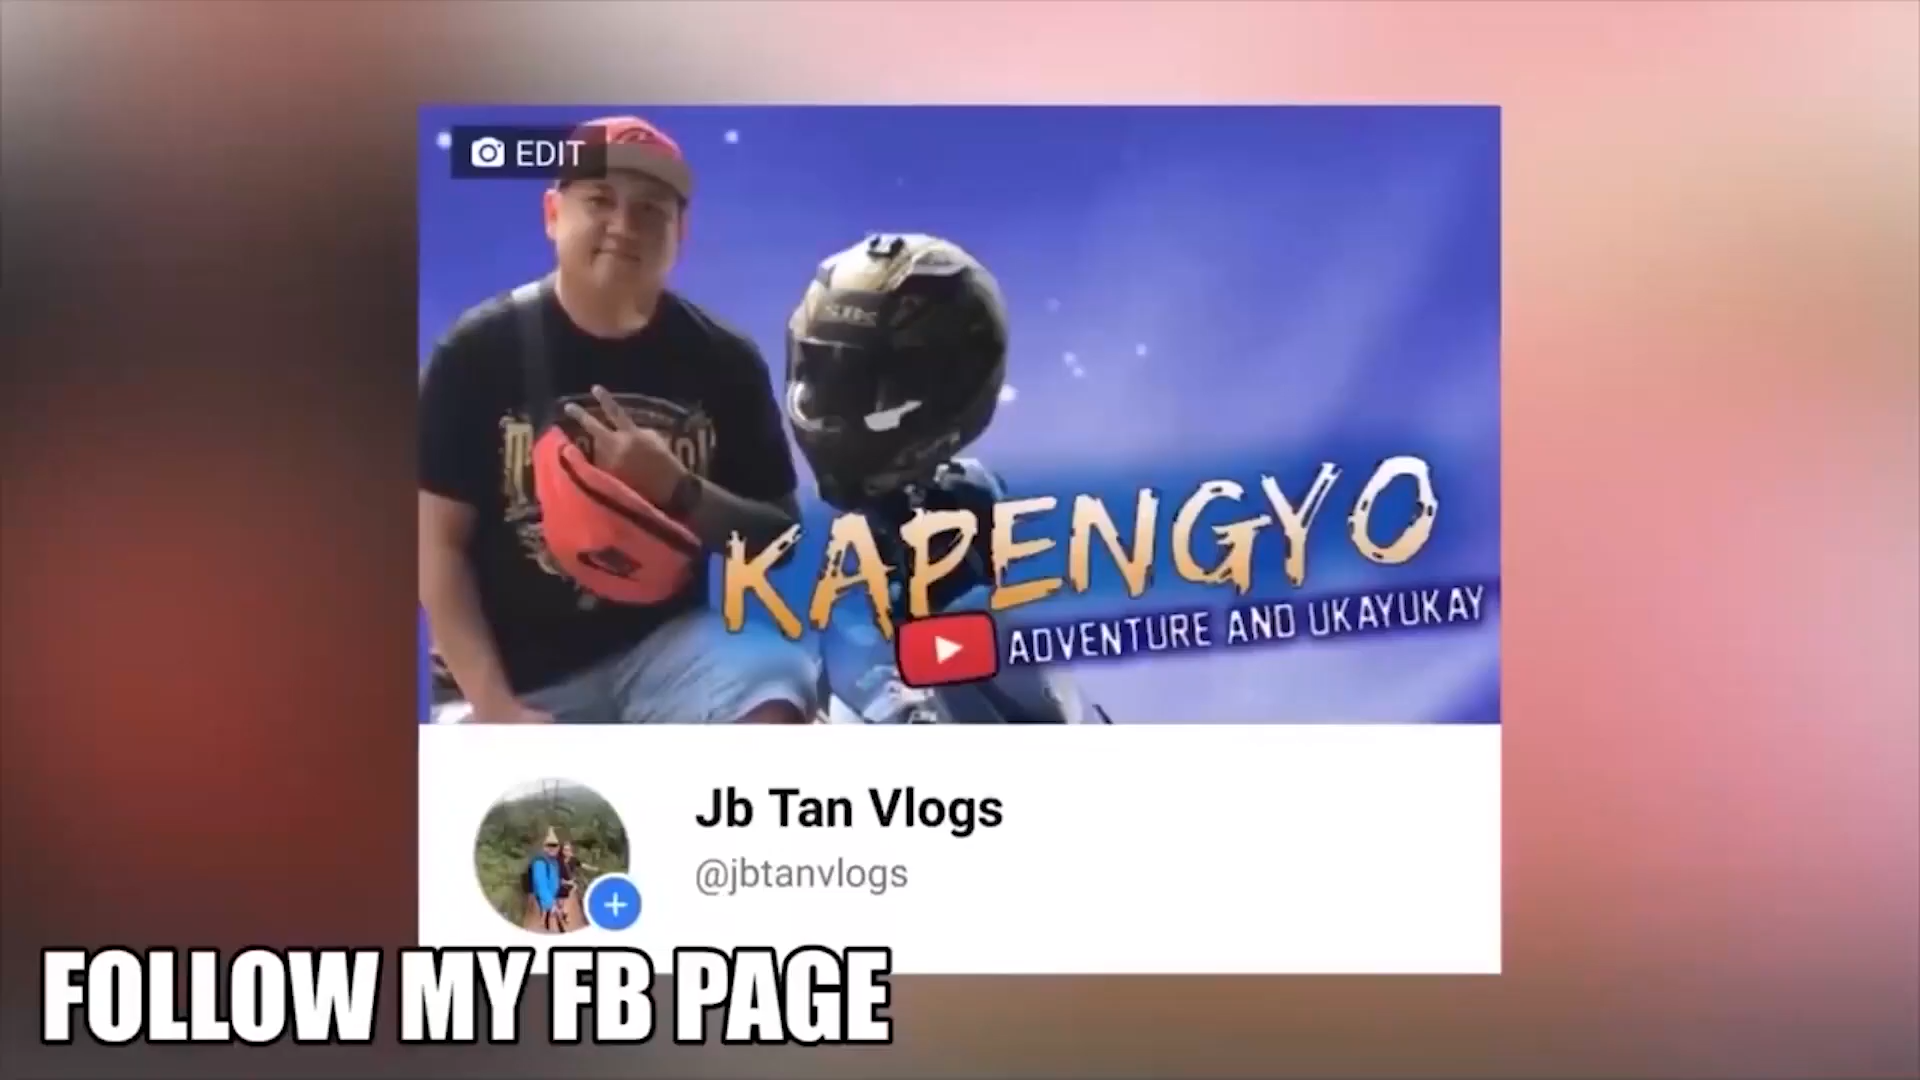 EDIT
KAPENGYO
ADVENTURE AND UKAYUKAY
Jb Tan Vlogs
@jbtanvlogs
FOLLOW MY FB PAGE